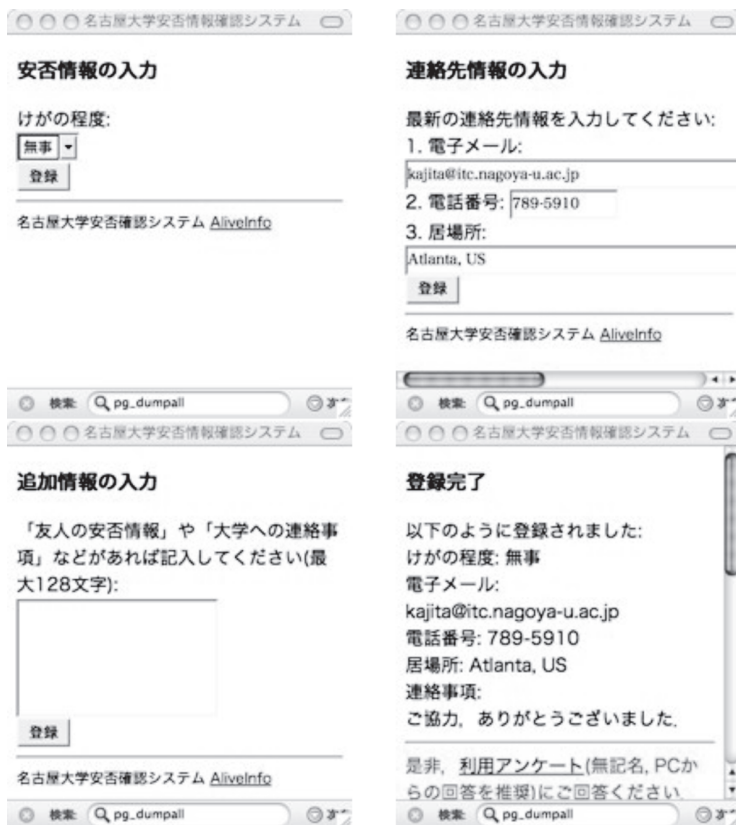 名古屋大学安否情報確認システム
安否情報の入力
けがの程度:
無事
登録
名古屋大学安否確認システム AliveInfo
検索: pg_dumpall
名古屋大学安否情報確認システム
連絡先情報の入力
最新の連絡先情報を入力してください:
1. 電子メール:
kajita@itc.nagoya-u.ac.jp
2. 電話番号: 789-5910
3. 居場所:
Atlanta, US
登録
名古屋大学安否確認システム AliveInfo
検索: pg_dumpall
名古屋大学安否情報確認システム
追加情報の入力
「友人の安否情報」や「大学への連絡事
項」などがあれば記入してください(最
大128文字):
登録
名古屋大学安否確認システム AliveInfo
検索: pg_dumpall
名古屋大学安否情報確認システム
登録完了
以下のように登録されました:
けがの程度: 無事
電子メール:
kajita@itc.nagoya-u.ac.jp
電話番号: 789-5910
居場所: Atlanta, US
連絡事項:
ご協力，ありがとうございました．
是非，利用アンケート(無記名, PCか
らの回答を推奨)にご回答ください．
検索: pg_dumpall